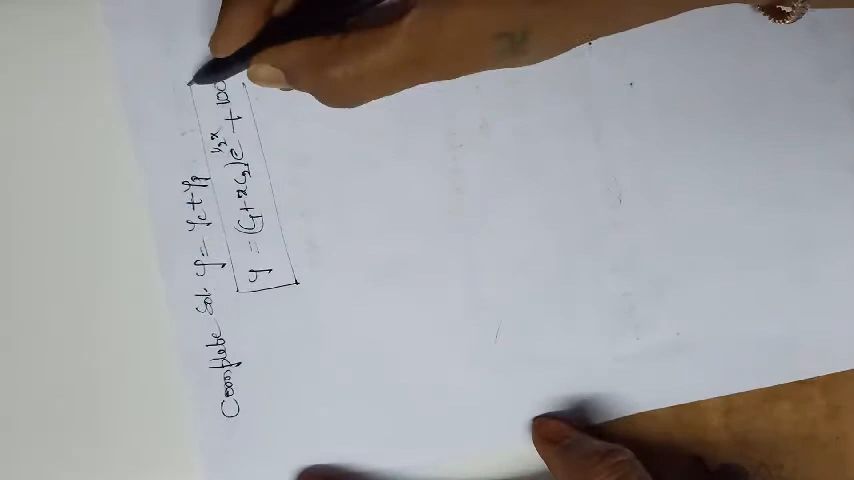 Complete sol. y = yc + yp
y = (c1 + xc2)e^1/2x + 100